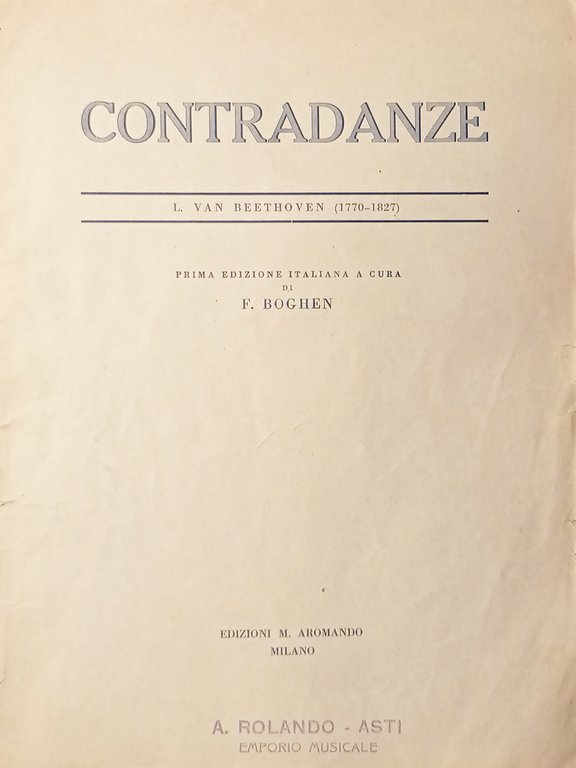 CONTRADANZE
L. VAN BEETHOVEN (1770-1827)
PRIMA EDIZIONE ITALIANA A CURA
DI
F. BOGHEN
EDIZIONI M. AROMANDO
MILANO
A. ROLANDO - ASTI
EMPORIO MUSICALE